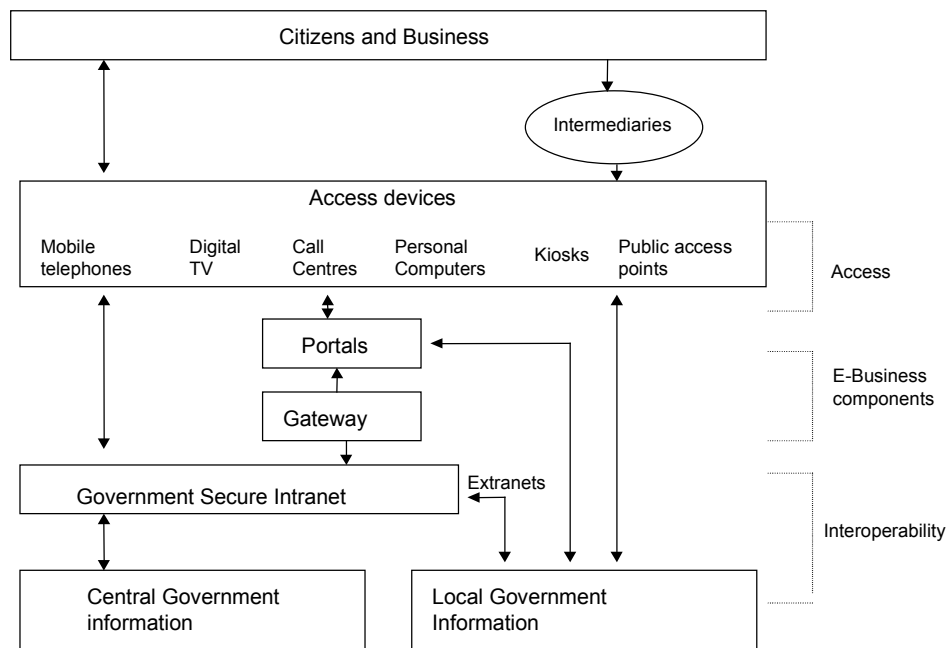 Citizens and Business
Intermediaries
Access devices
Mobile
telephones
Digital
TV
Call
Centres
Personal
Computers
Kiosks
Public access
points
Access
Portals
E-Business
components
Gateway
Government Secure Intranet
Extranets
Interoperability
Central Government
information
Local Government
Information